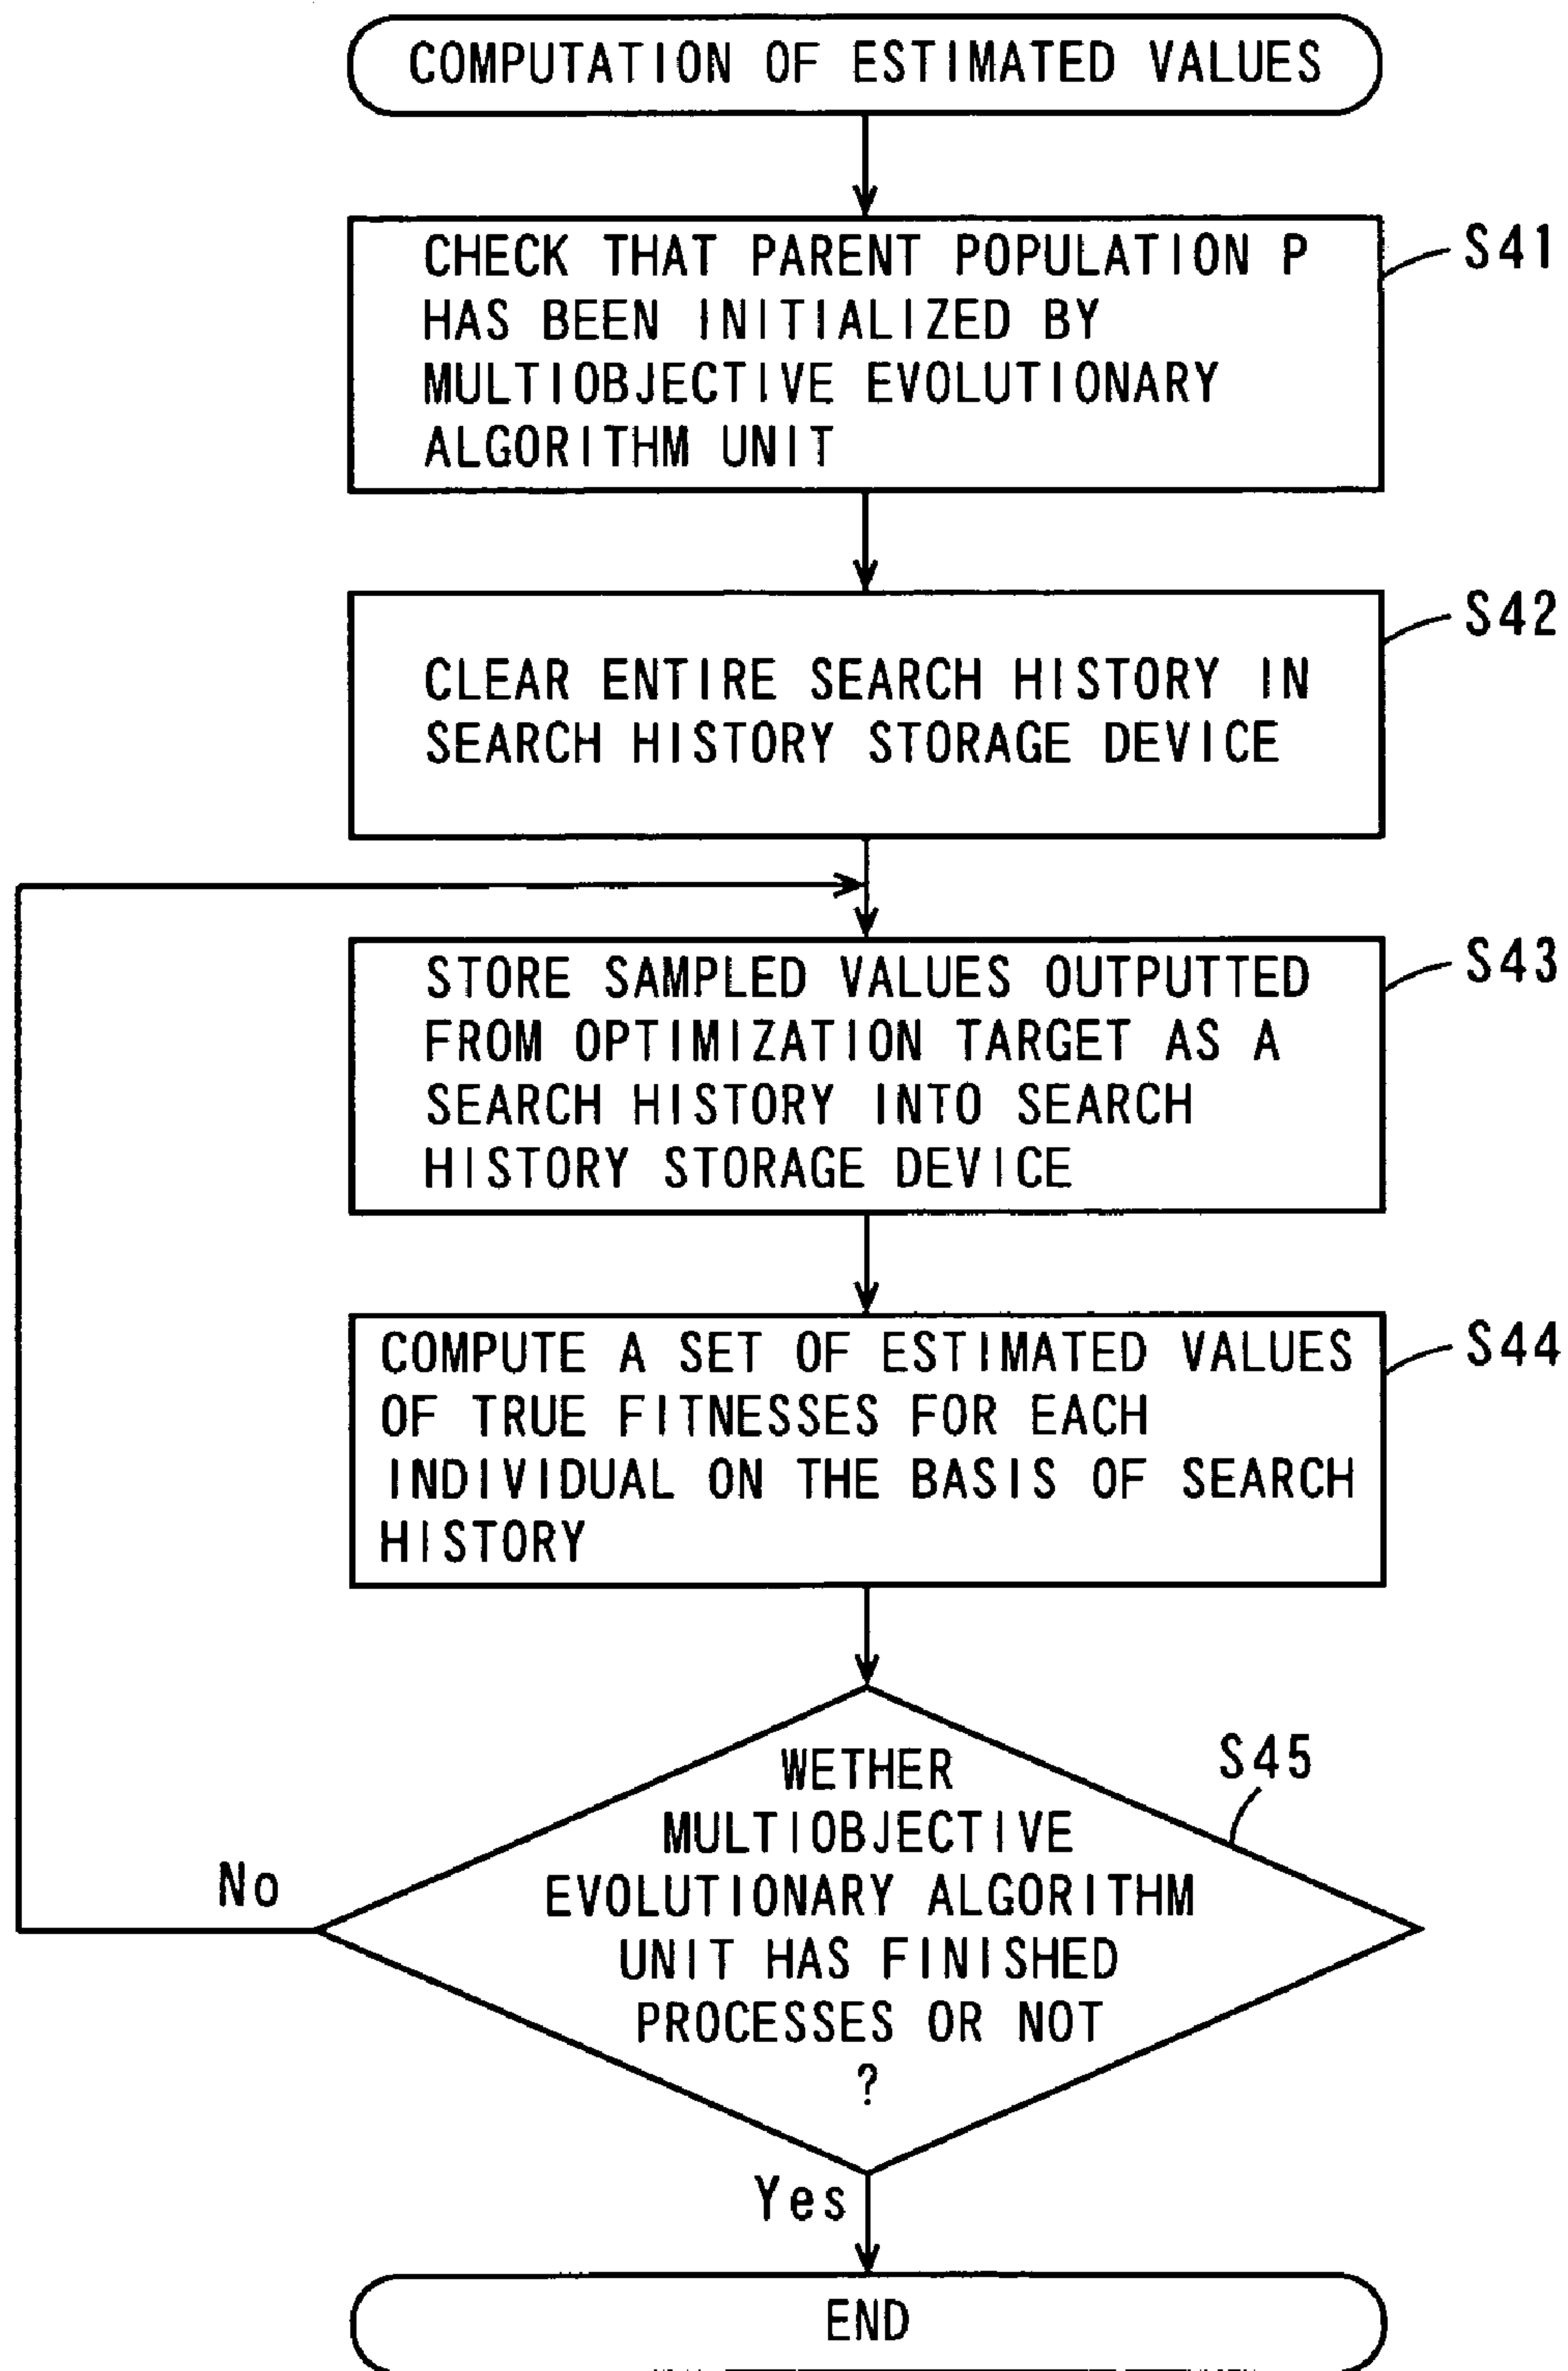 COMPUTATION OF ESTIMATED VALUES
CHECK THAT PARENT POPULATION P
HAS BEEN INITIALIZED BY
MULTIOBJECTIVE EVOLUTIONARY
ALGORITHM UNIT
S41
CLEAR ENTIRE SEARCH HISTORY IN
SEARCH HISTORY STORAGE DEVICE
S42
STORE SAMPLED VALUES OUTPUTTED
FROM OPTIMIZATION TARGET AS A
SEARCH HISTORY INTO SEARCH
HISTORY STORAGE DEVICE
S43
COMPUTE A SET OF ESTIMATED VALUES
OF TRUE FITNESSES FOR EACH
INDIVIDUAL ON THE BASIS OF SEARCH
HISTORY
S44
WETHER
MULTIOBJECTIVE
EVOLUTIONARY ALGORITHM
UNIT HAS FINISHED
PROCESSES OR NOT
?
S45
No
Yes
END